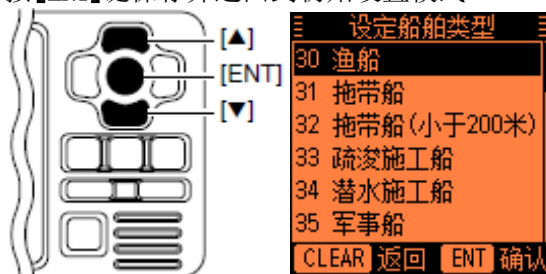 [▲]
[ENT]
[▼]
设定船舶类型
30 渔船
31 拖带船
32 拖带船(小于200米)
33 疏浚施工船
34 潜水施工船
35 军事船
CLEAR 返回 ENT 确认